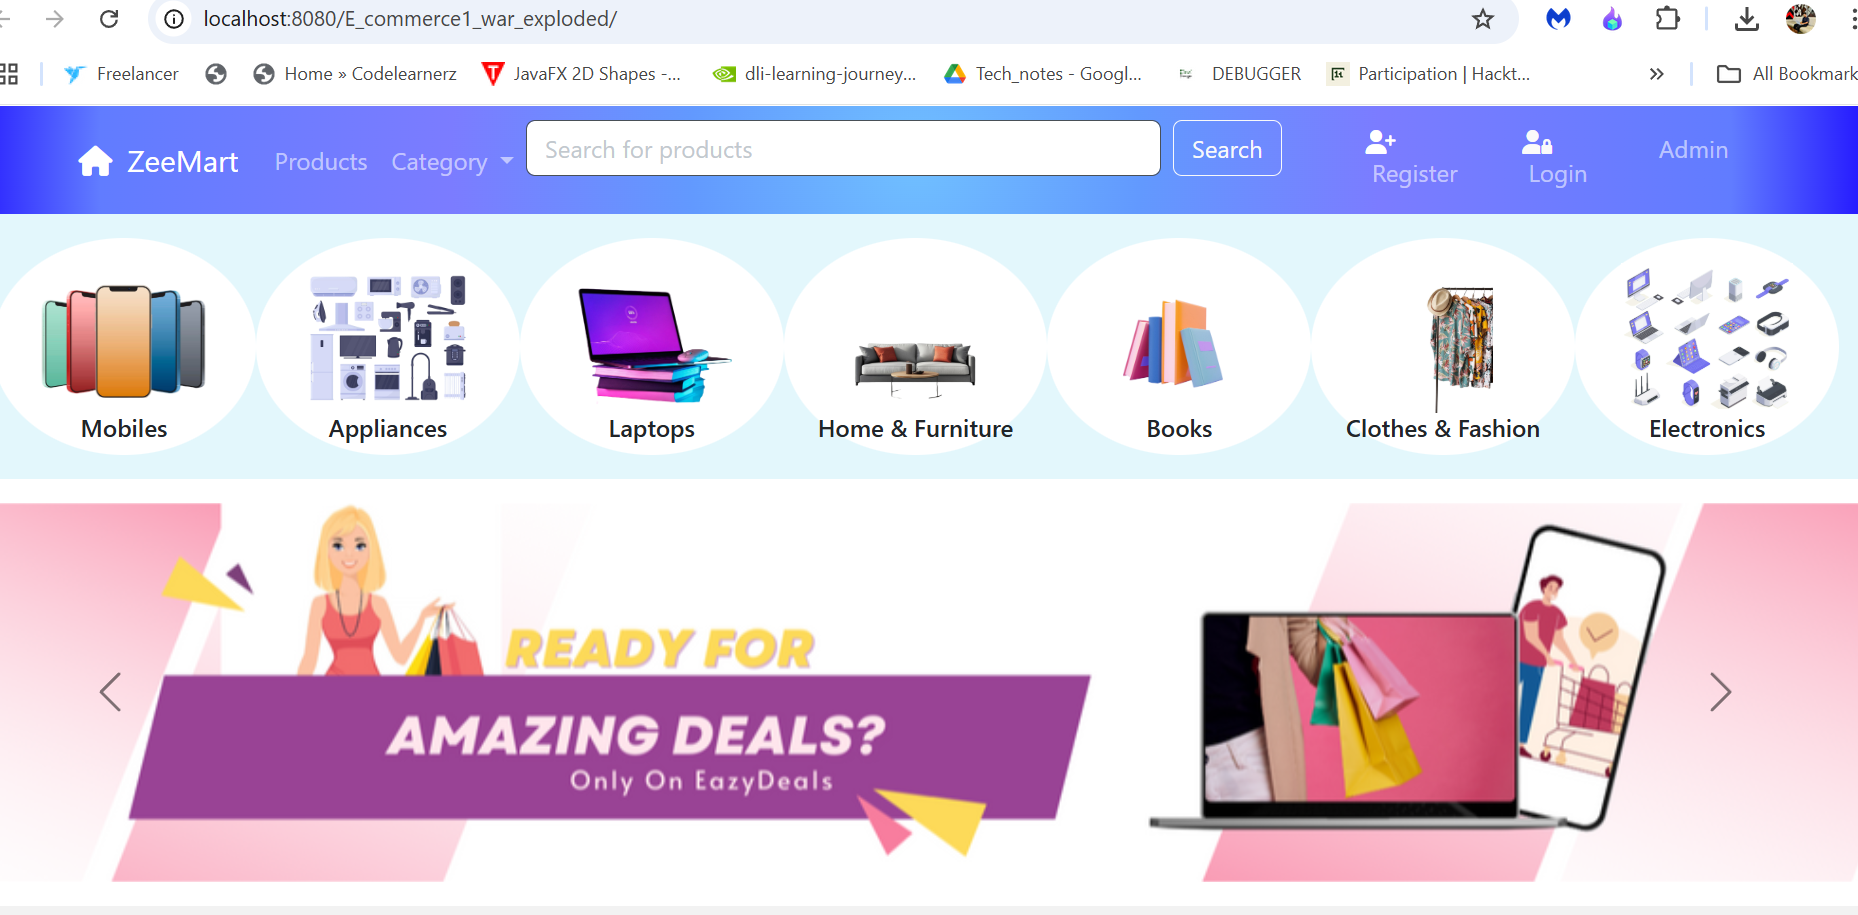 localhost:8080/E_commerce1_war_exploded/
Freelancer
Home » Codelearnerz
JavaFX 2D Shapes -...
dli-learning-journey...
Tech_notes - Googl...
DEBUGGER
Participation | Hackt...
»
All Bookmark
ZeeMart
Products
Category
Search for products
Search
Register
Login
Admin
Mobiles
Appliances
Laptops
Home & Furniture
Books
Clothes & Fashion
Electronics
READY FOR
AMAZING DEALS?
Only On EazyDeals